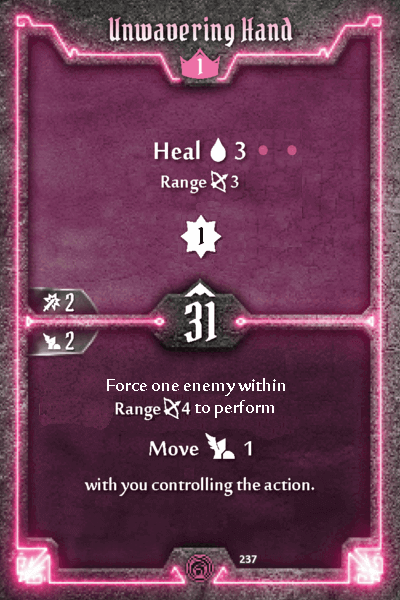 Unwavering Hand
1
Heal 3
Range 3
1
2
31
2
Force one enemy within
Range 4 to perform
Move 1
with you controlling the action.
237